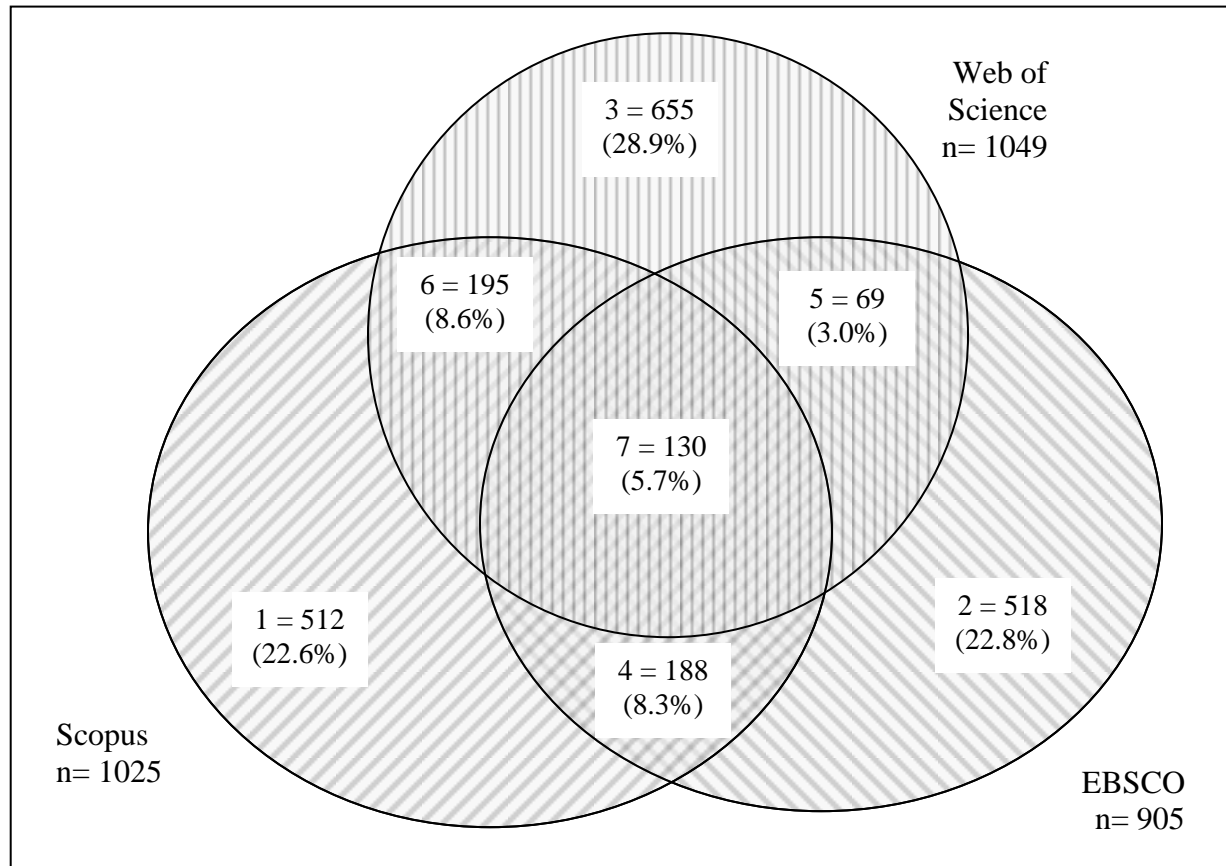 Web of
Science
n= 1049
3 = 655
(28.9%)
6 = 195
(8.6%)
5 = 69
(3.0%)
7 = 130
(5.7%)
1 = 512
(22.6%)
2 = 518
(22.8%)
4 = 188
(8.3%)
Scopus
n= 1025
EBSCO
n= 905